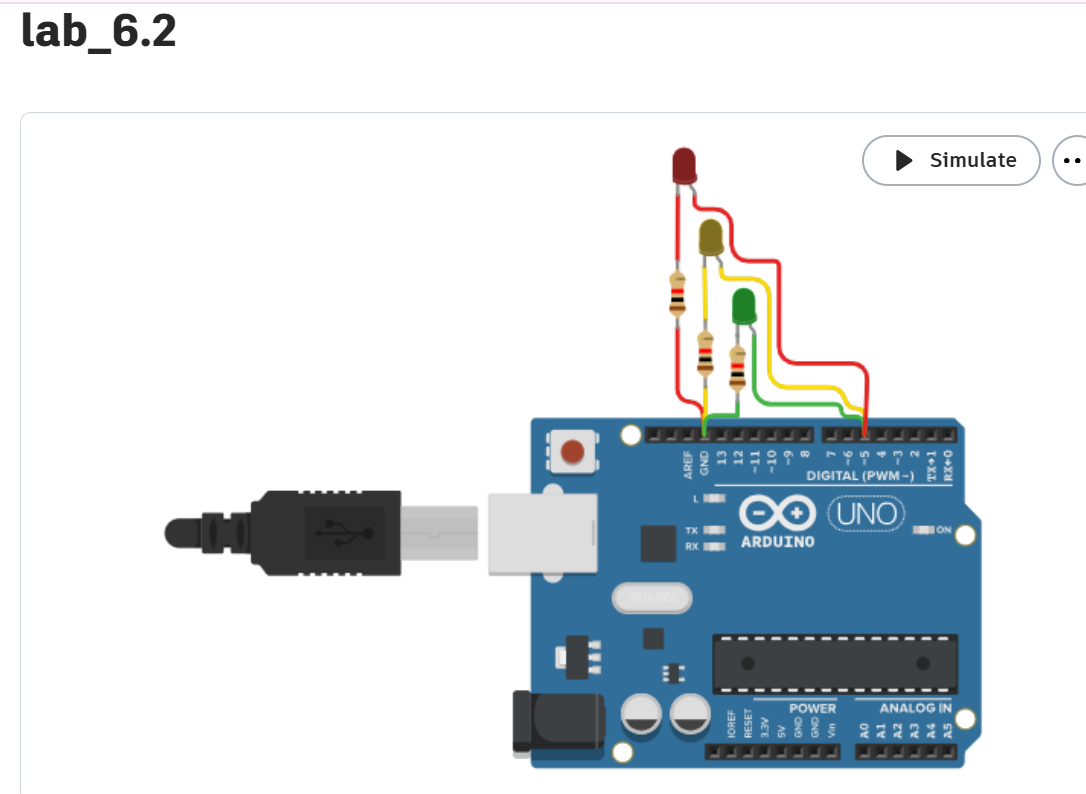 lab_6.2
Simulate
AREF
GND
13
12
~11
~10
~9
8
7
~6
~5
4
~3
2
TX→1
RX←0
DIGITAL (PWM ~)
L
TX
RX
UNO
ON
ARDUINO
POWER
ANALOG IN
IOREF
RESET
3.3V
5V
GND
GND
Vin
A0
A1
A2
A3
A4
A5